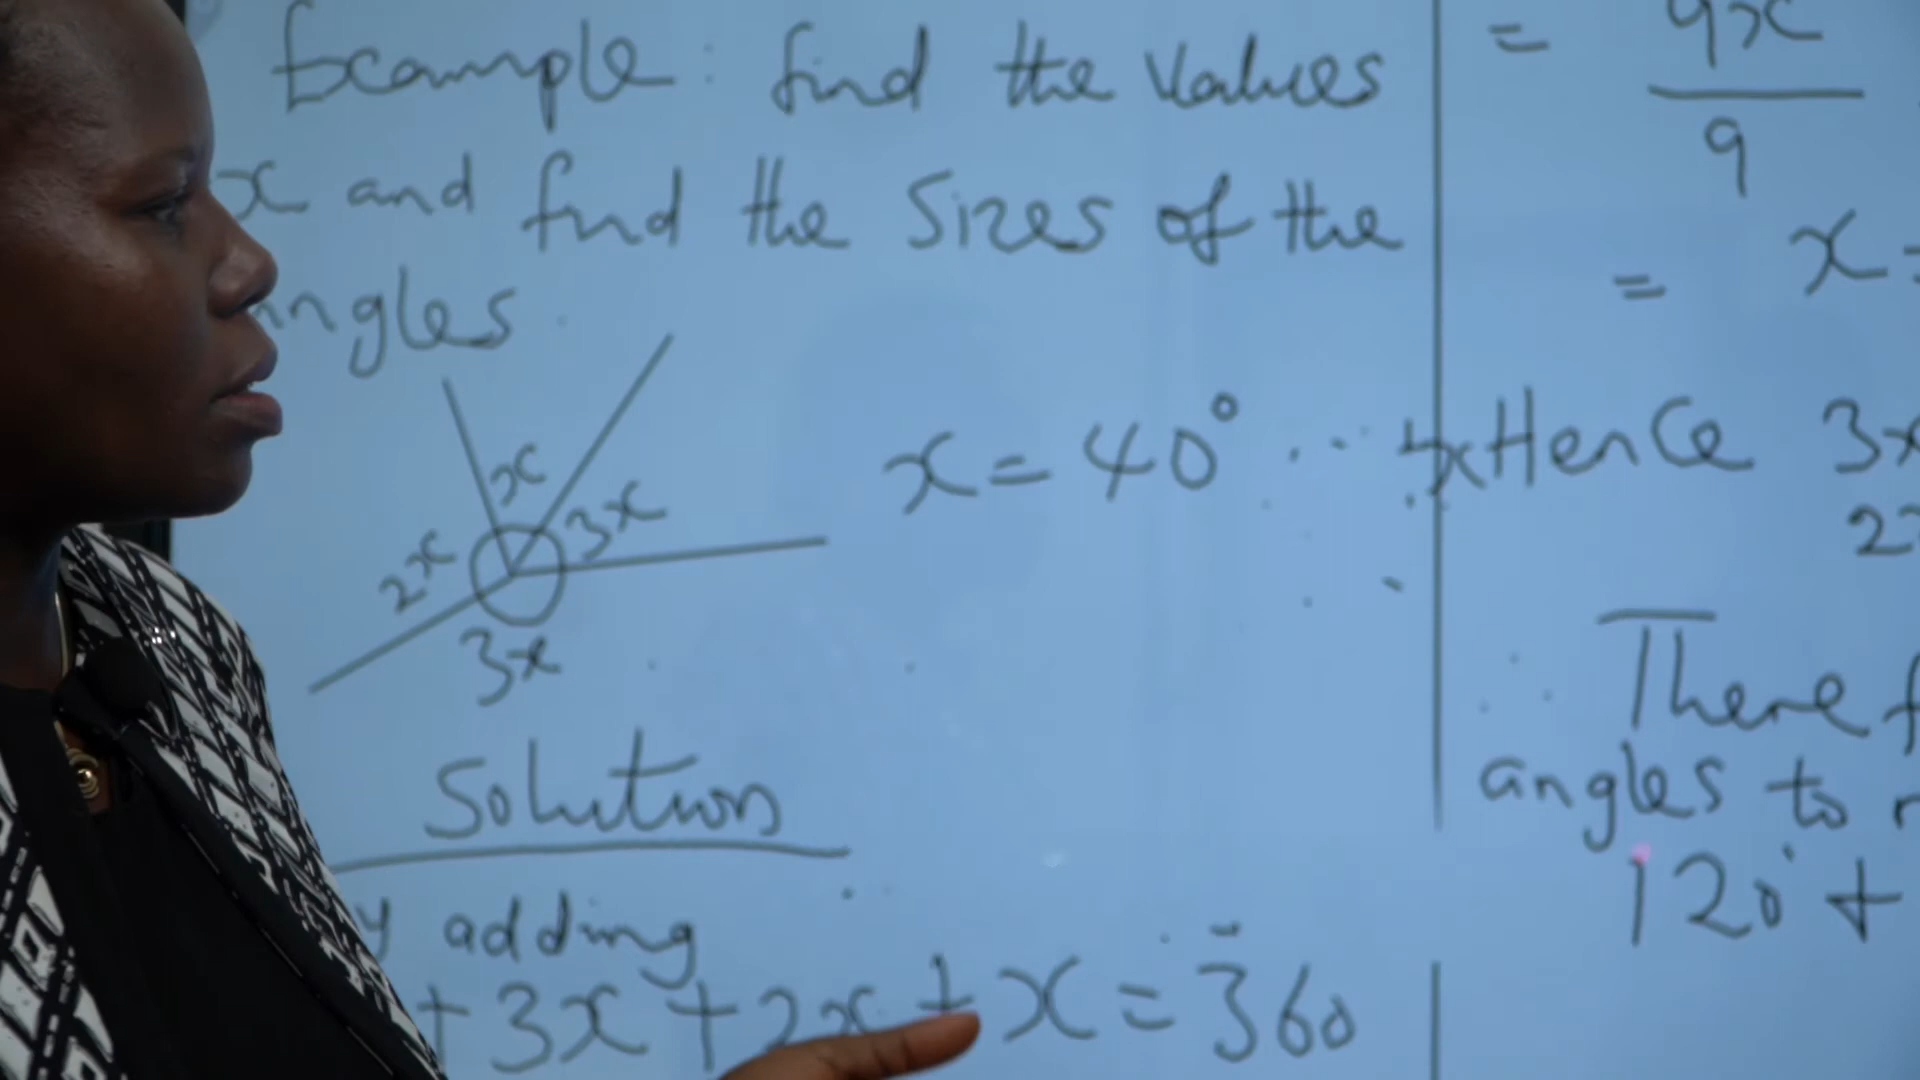 Example: find the values
x and find the sizes of the
angles.
x
3x
2x
3x
x = 40°
Solution
y adding
+ 3x + 2x + x = 360
= 9x
9
= x =
Hence 3x
2x
There f
angles to
120° +